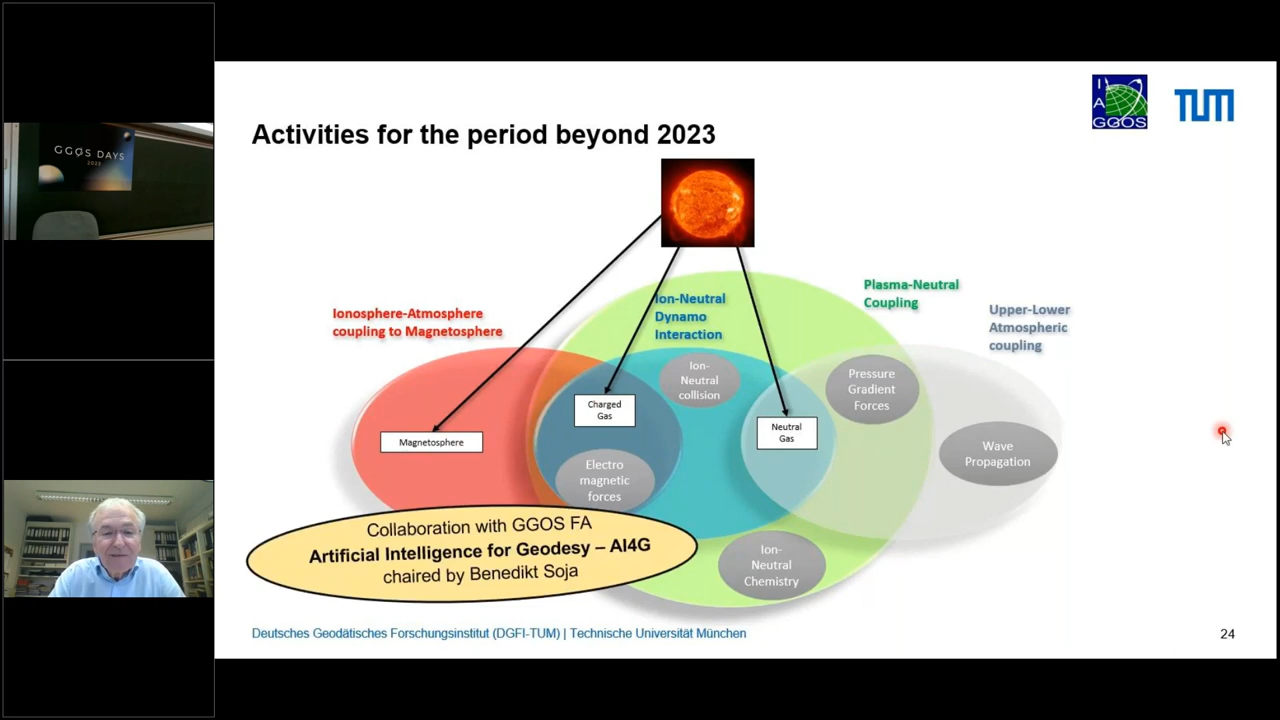 GGOS DAYS
2023
I
A
GGOS
TUM
Activities for the period beyond 2023
Ionosphere-Atmosphere
coupling to Magnetosphere
Ion-Neutral
Dynamo
Interaction
Plasma-Neutral
Coupling
Upper-Lower
Atmospheric
coupling
Ion-
Neutral
collision
Pressure
Gradient
Forces
Charged
Gas
Neutral
Gas
Magnetosphere
Wave
Propagation
Electro
magnetic
forces
Collaboration with GGOS FA
Artificial Intelligence for Geodesy – AI4G
chaired by Benedikt Soja
Ion-
Neutral
Chemistry
Deutsches Geodätisches Forschungsinstitut (DGFI-TUM) | Technische Universität München
24